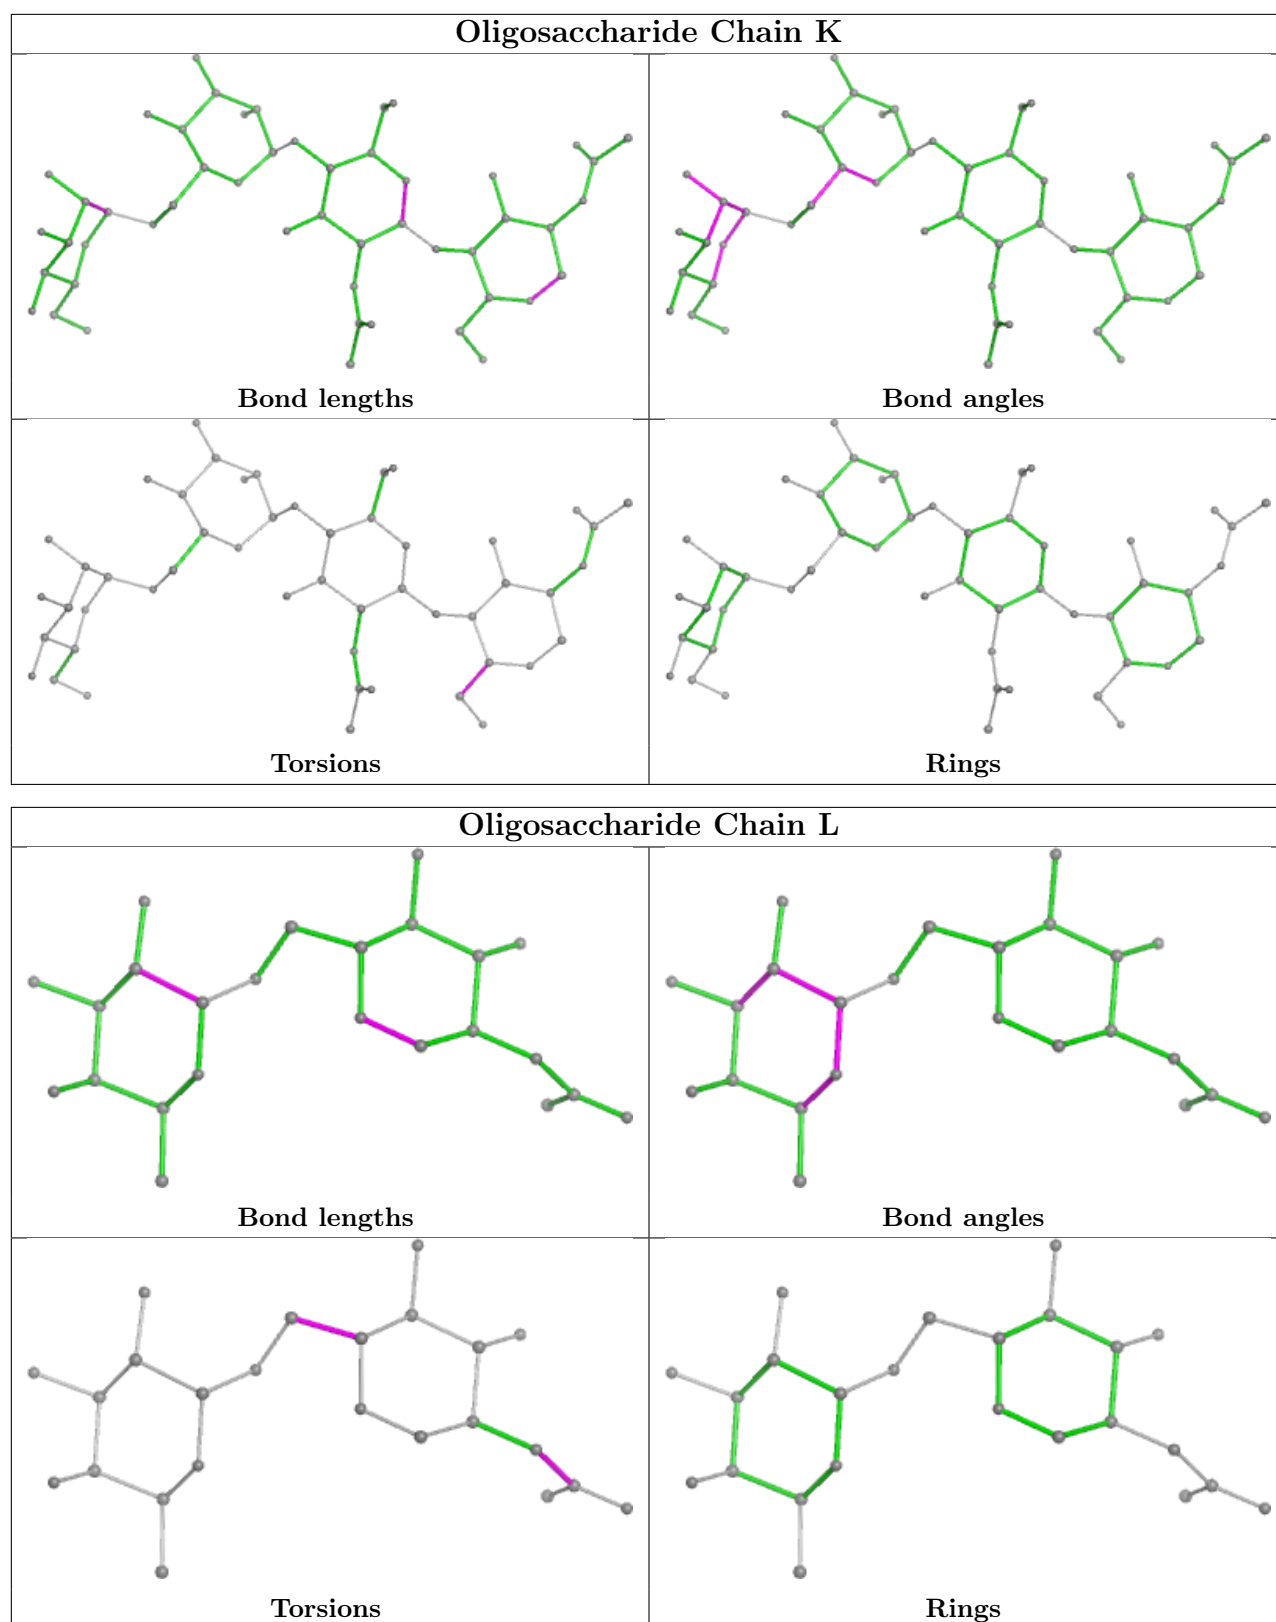 Oligosaccharide Chain K
Bond lengths
Bond angles
Torsions
Rings
Oligosaccharide Chain L
Bond lengths
Bond angles
Torsions
Rings